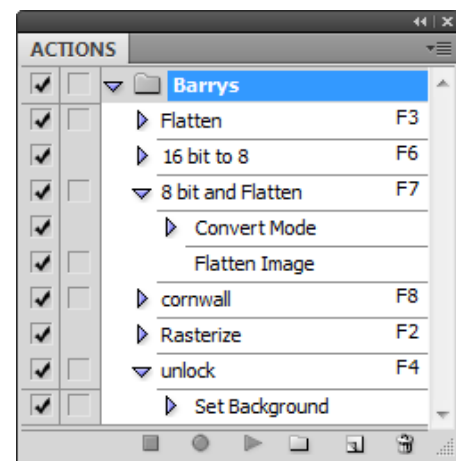 ACTIONS
Barrys
Flatten F3
16 bit to 8 F6
8 bit and Flatten F7
Convert Mode
Flatten Image
cornwall F8
Rasterize F2
unlock F4
Set Background